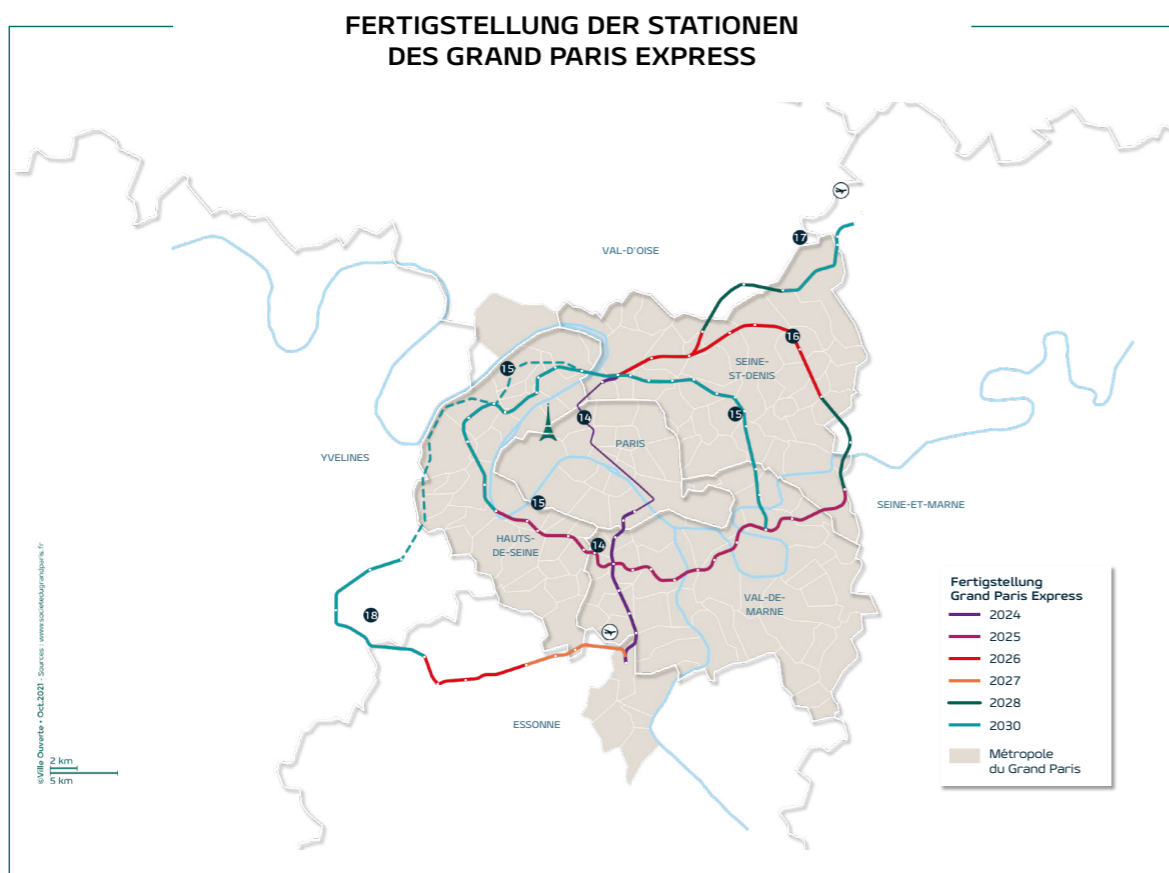 FERTIGSTELLUNG DER STATIONEN
DES GRAND PARIS EXPRESS
17
VAL-D'OISE
16
15
SEINE-
ST-DENIS
14
15
PARIS
YVELINES
15
SEINE-ET-MARNE
HAUTS-
DE-SEINE
14
VAL-DE-
MARNE
18
ESSONNE
Fertigstellung
Grand Paris Express
2024
2025
2026
2027
2028
2030
Métropole
du Grand Paris
2 km
5 km
©Ville Ouverte • Oct.2021 - Sources : www.societedugrandparis.fr